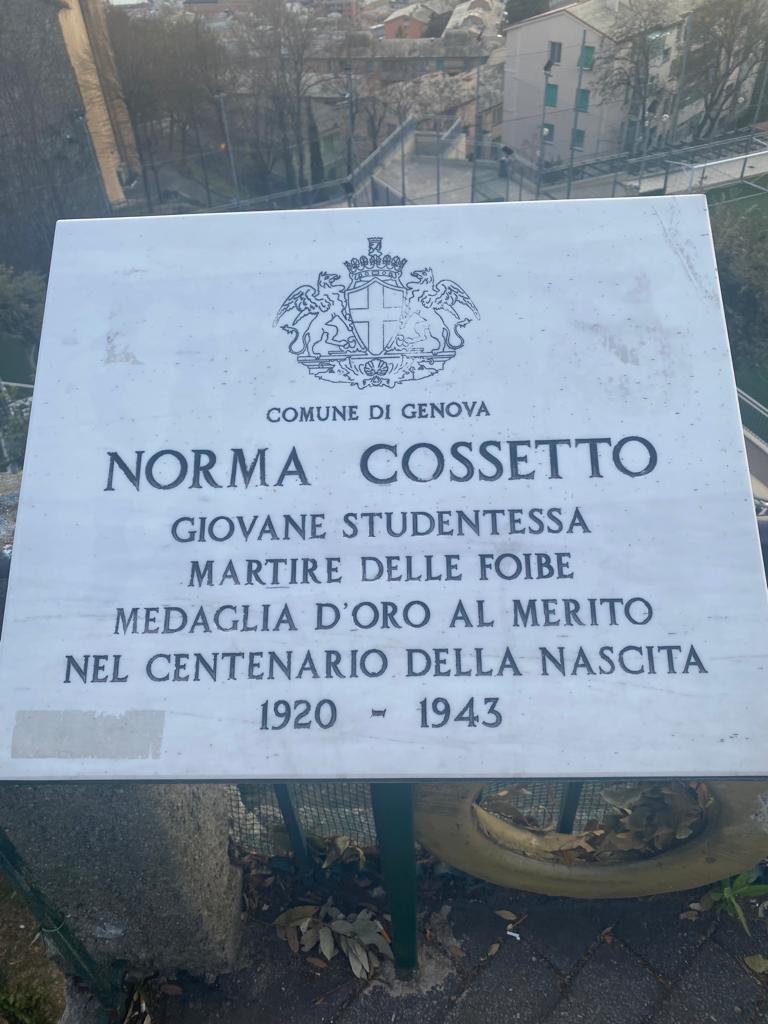 COMUNE DI GENOVA
NORMA COSSETTO
GIOVANE STUDENTESSA
MARTIRE DELLE FOIBE
MEDAGLIA D'ORO AL MERITO
NEL CENTENARIO DELLA NASCITA
1920 - 1943